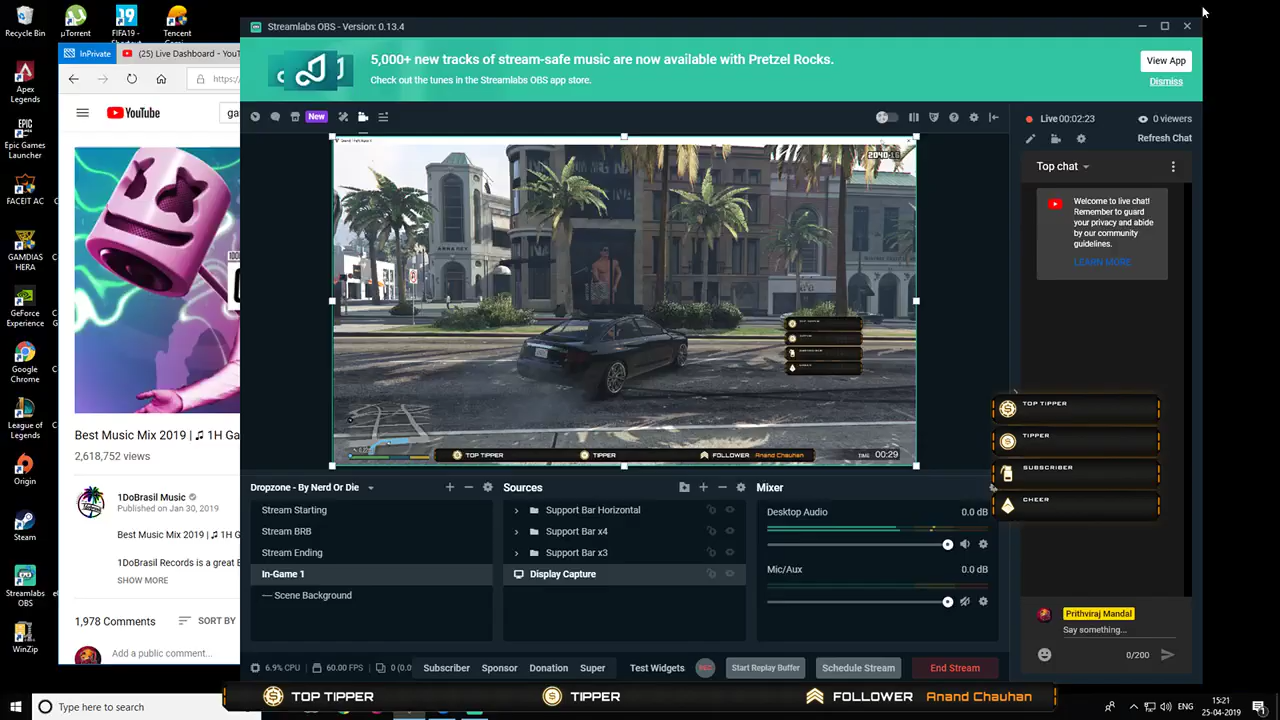 Streamlabs OBS - Version: 0.13.4
5,000+ new tracks of stream-safe music are now available with Pretzel Rocks.
Check out the tunes in the Streamlabs OBS app store.
View App
Dismiss
New
Live 00:02:23
0 viewers
Refresh Chat
Top chat
Welcome to live chat!
Remember to guard
your privacy and abide
by our community
guidelines.
LEARN MORE
Prithviraj Mandal
Say something...
0/200
Recycle Bin
µTorrent
FIFA19 -
Tencent
Shortcut
Gami
Apex
Legends
Epic Games
Launcher
FACEIT AC
GAMDIAS
HERA
GeForce
Experience
Google
Chrome
League of
Legends
Origin
Steam
Streamlabs
OBS
WinZip
InPrivate
(25) Live Dashboard - YouT
https:/
YouTube
ga
Best Music Mix 2019 | ♫ 1H Ga
2,618,752 views
1DoBrasil Music
Published on Jan 30, 2019
Best Music Mix 2019 | ♫ 1H
1DoBrasil Records is a great B
SHOW MORE
1,978 Comments
SORT BY
Add a public comment...
TOP TIPPER
TIPPER
FOLLOWER
Anand Chauhan
TIME 00:29
TOP TIPPER
TIPPER
SUBSCRIBER
CHEER
Dropzone - By Nerd Or Die
Stream Starting
Stream BRB
Stream Ending
In-Game 1
— Scene Background
Sources
Support Bar Horizontal
Support Bar x4
Support Bar x3
Display Capture
Mixer
Desktop Audio
0.0 dB
Mic/Aux
0.0 dB
6.9% CPU
60.00 FPS
0 (0.0
Subscriber
Sponsor
Donation
Super
Test Widgets
REC
Start Replay Buffer
Schedule Stream
End Stream
Type here to search
TOP TIPPER
TIPPER
FOLLOWER
Anand Chauhan
ENG
15:21
25-04-2019